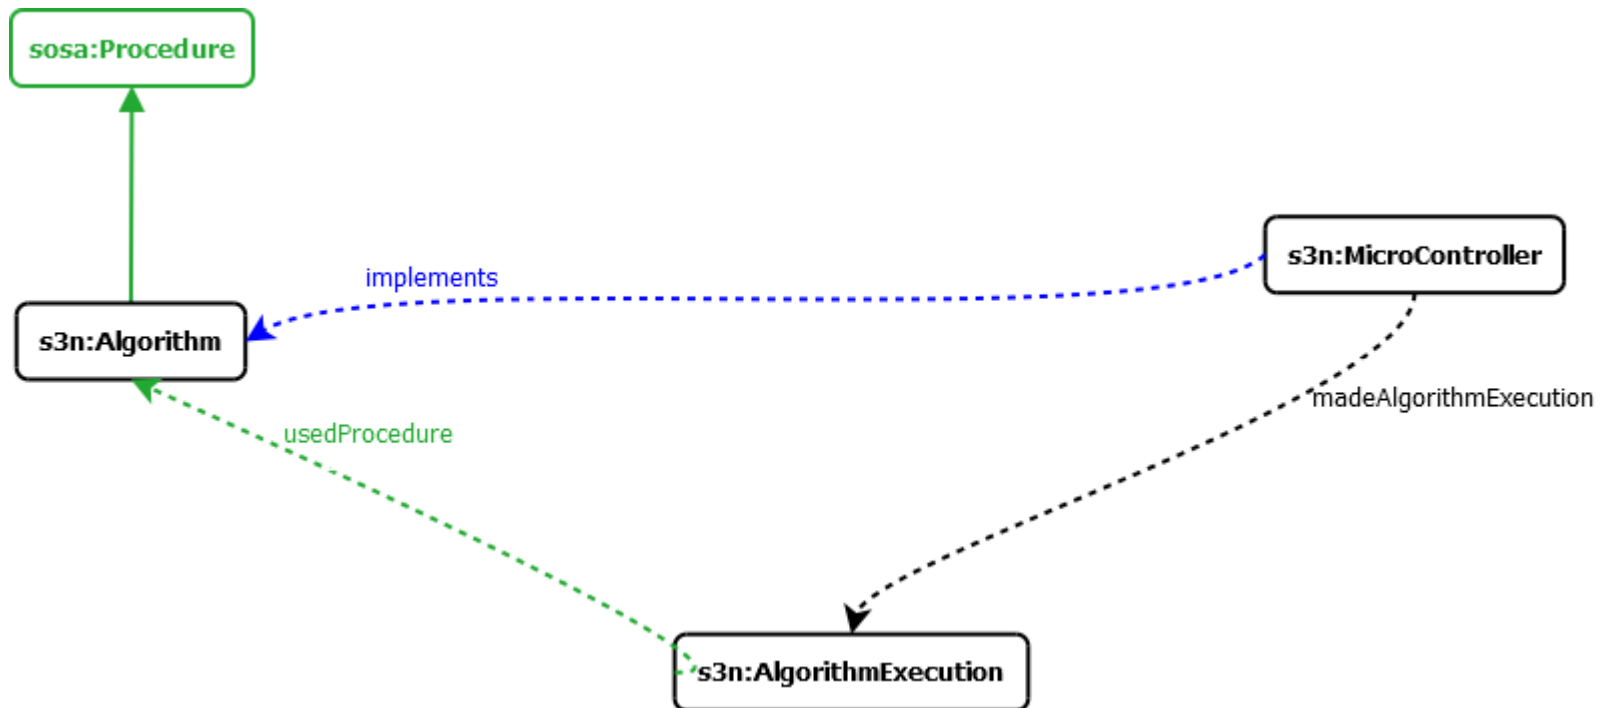 sosa:Procedure
s3n:MicroController
implements
s3n:Algorithm
madeAlgorithmExecution
usedProcedure
s3n:AlgorithmExecution